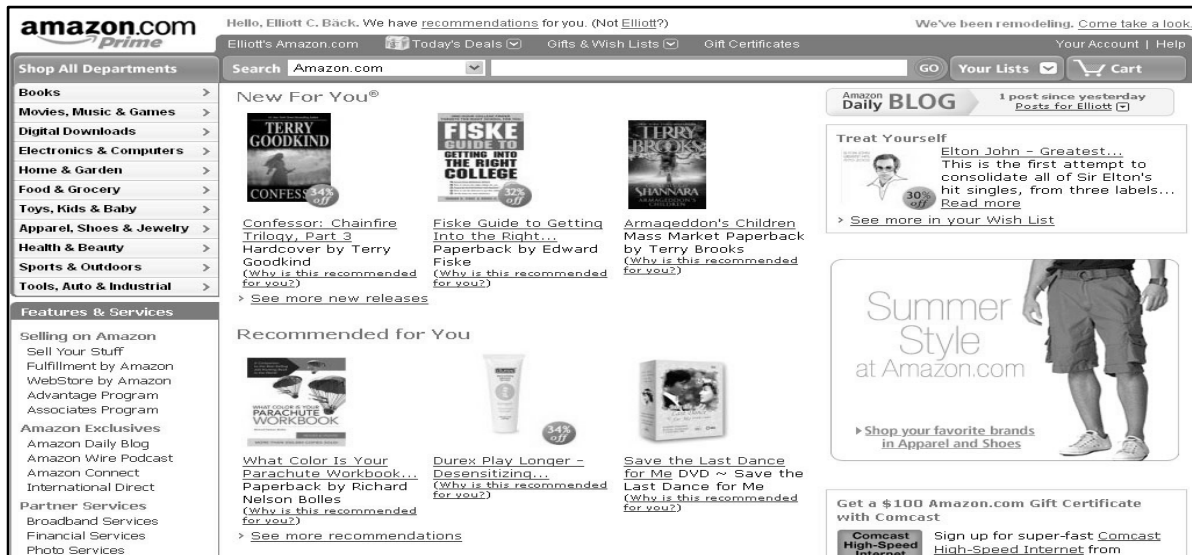 amazon.com
Prime
Hello, Elliott C. Bäck. We have recommendations for you. (Not Elliott?)
We've been remodeling. Come take a look.
Elliott's Amazon.com
Today's Deals
Gifts & Wish Lists
Gift Certificates
Your Account | Help
Shop All Departments
Search
Amazon.com
GO
Your Lists
Cart
Books
Movies, Music & Games
Digital Downloads
Electronics & Computers
Home & Garden
Food & Grocery
Toys, Kids & Baby
Apparel, Shoes & Jewelry
Health & Beauty
Sports & Outdoors
Tools, Auto & Industrial
Features & Services
Selling on Amazon
Sell Your Stuff
Fulfillment by Amazon
WebStore by Amazon
Advantage Program
Associates Program
Amazon Exclusives
Amazon Daily Blog
Amazon Wire Podcast
Amazon Connect
International Direct
Partner Services
Broadband Services
Financial Services
Photo Services
New For You®
TERRY
GOODKIND
CONFESS
34%
off
Confessor: Chainfire
Trilogy, Part 3
Hardcover by Terry
Goodkind
(Why is this recommended
for you?)
FISKE
GUIDE TO
GETTING INTO
THE RIGHT
COLLEGE
32%
off
Fiske Guide to Getting
Into the Right...
Paperback by Edward
Fiske
(Why is this recommended
for you?)
TERRY
BROOKS
SHANNARA
ARMAGEDDON'S
CHILDREN
Armageddon's Children
Mass Market Paperback
by Terry Brooks
(Why is this recommended
for you?)
> See more new releases
Recommended for You
WHAT COLOR IS YOUR
PARACHUTE
WORKBOOK
What Color Is Your
Parachute Workbook...
Paperback by Richard
Nelson Bolles
(Why is this recommended
for you?)
34%
off
Durex Play Longer -
Desensitizing...
(Why is this recommended
for you?)
Save the Last Dance
for Me DVD ~ Save the
Last Dance for Me
(Why is this recommended
for you?)
> See more recommendations
Amazon
Daily BLOG
1 post since yesterday
Posts for Elliott
Treat Yourself
30%
off
Elton John - Greatest...
This is the first attempt to
consolidate all of Sir Elton's
hit singles, from three labels...
Read more
> See more in your Wish List
Summer
Style
at Amazon.com
Shop your favorite brands
in Apparel and Shoes
Get a $100 Amazon.com Gift Certificate
with Comcast
Comcast
High-Speed
Internet
Sign up for super-fast Comcast
High-Speed Internet from